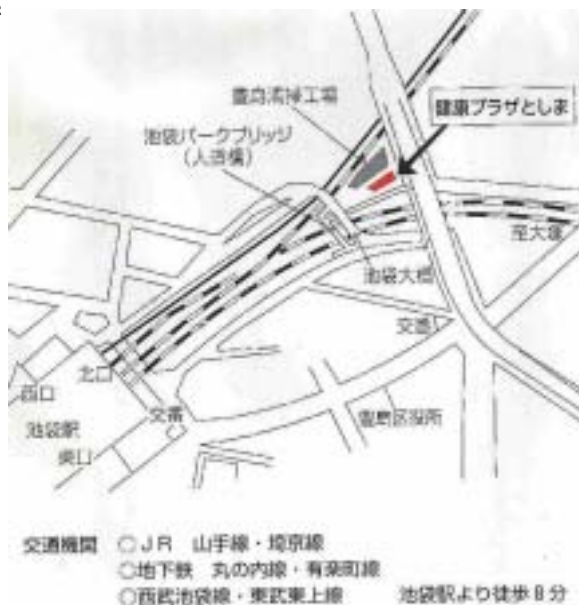 豊島清掃工場
健康プラザとしま
池袋パークブリッジ
(人道橋)
至大塚
池袋大橋
交番
北口
西口
交番
豊島区役所
池袋駅
東口
交通機関 ○JR 山手線・埼京線
○地下鉄 丸の内線・有楽町線
○西武池袋線・東武東上線 池袋駅より徒歩8分